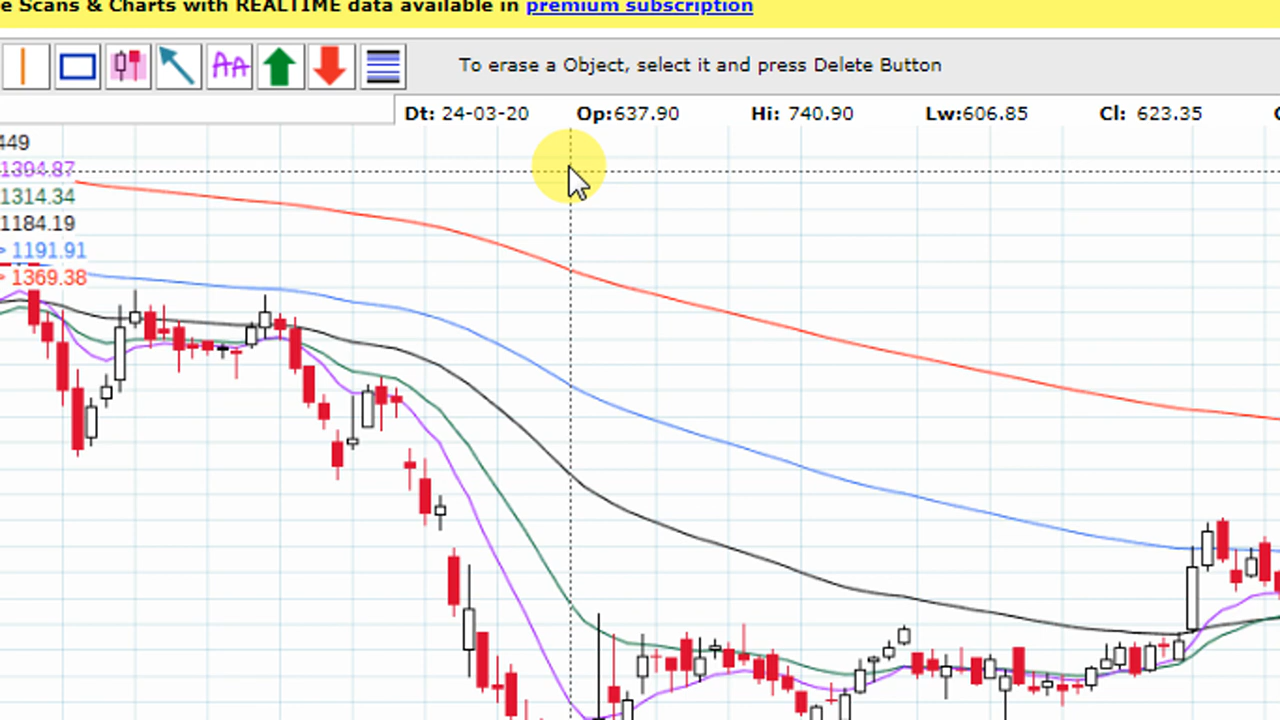 e Scans & Charts with REALTIME data available in premium subscription
AA To erase a Object, select it and press Delete Button
Dt: 24-03-20 Op:637.90 Hi: 740.90 Lw:606.85 Cl: 623.35
449
1394.87
1314.34
1184.19
> 1191.91
> 1369.38